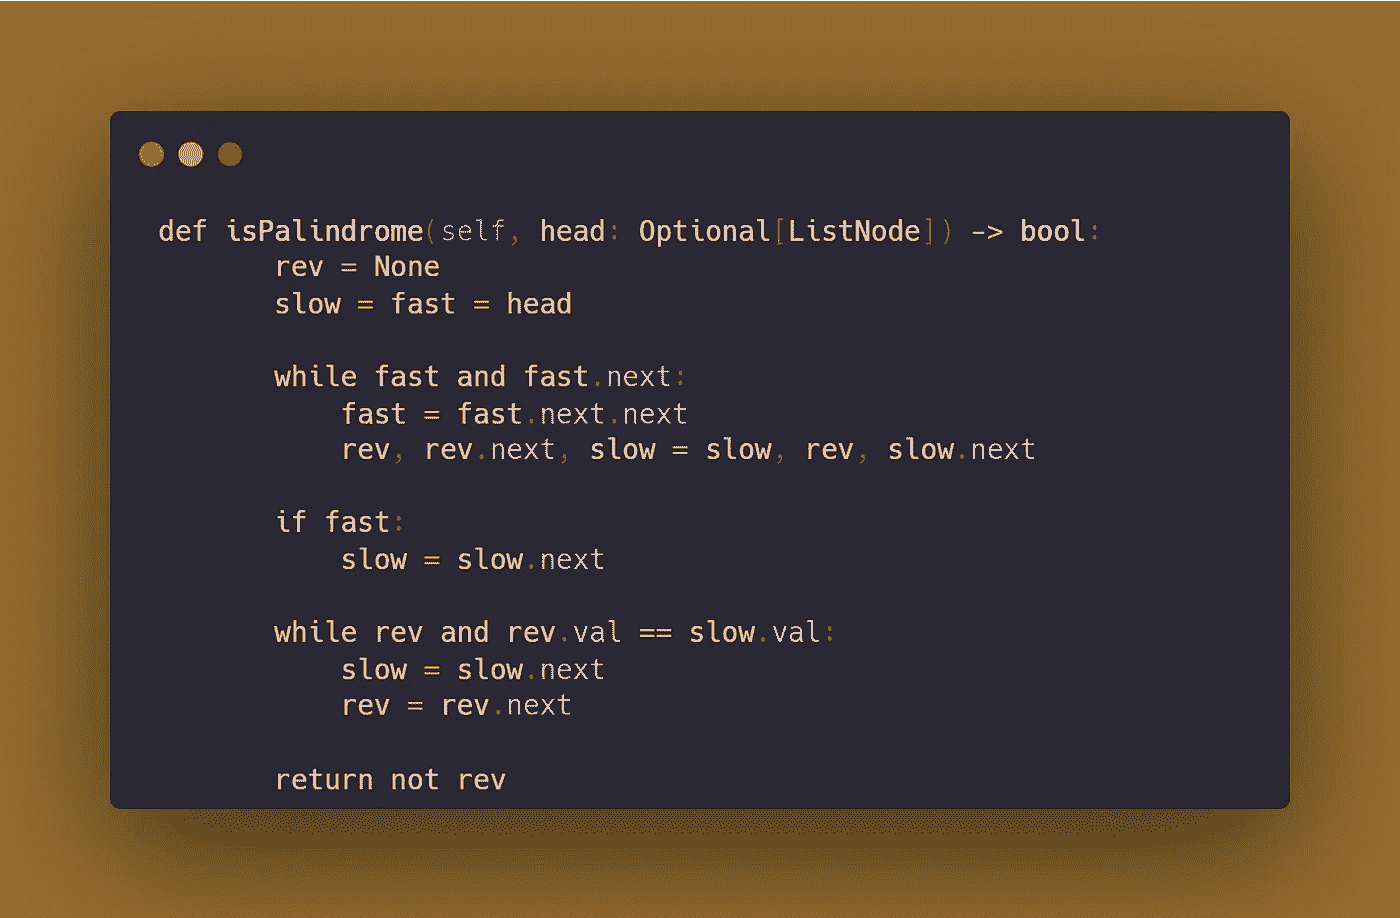 def isPalindrome(self, head: Optional[ListNode]) -> bool:
rev = None
slow = fast = head
while fast and fast.next:
fast = fast.next.next
rev, rev.next, slow = slow, rev, slow.next
if fast:
slow = slow.next
while rev and rev.val == slow.val:
slow = slow.next
rev = rev.next
return not rev